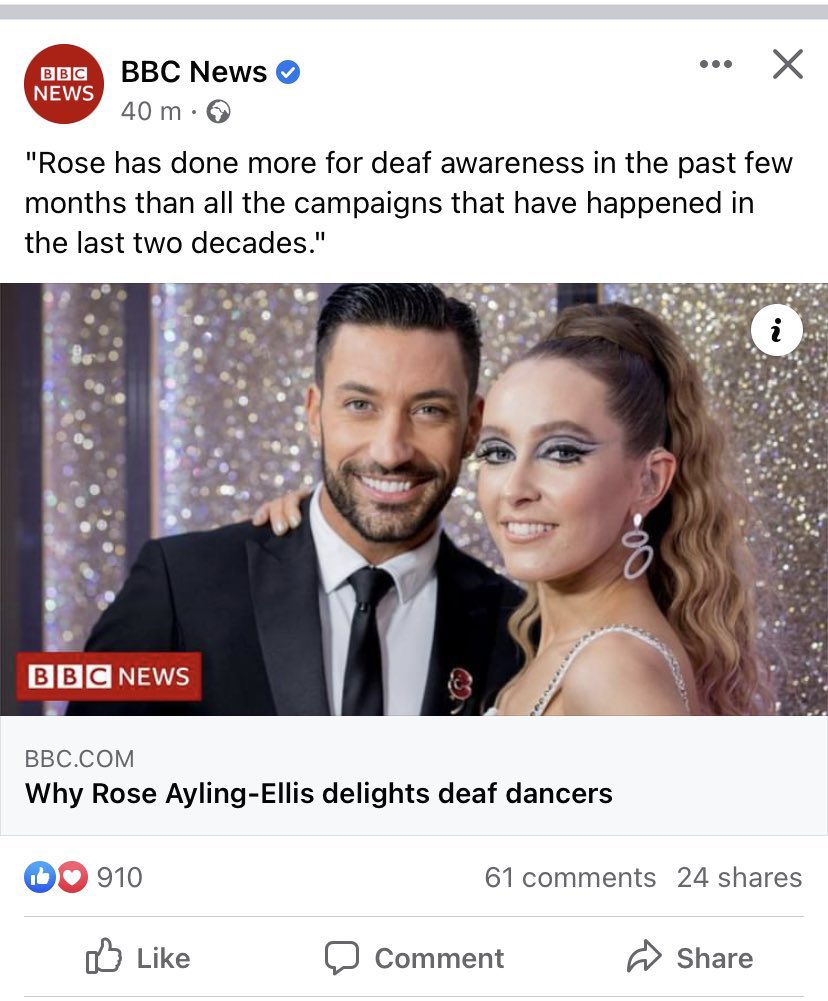 BBC
NEWS
BBC News
40 m ·
"Rose has done more for deaf awareness in the past few
months than all the campaigns that have happened in
the last two decades."
i
BBC NEWS
BBC.COM
Why Rose Ayling-Ellis delights deaf dancers
910
61 comments 24 shares
Like Comment Share